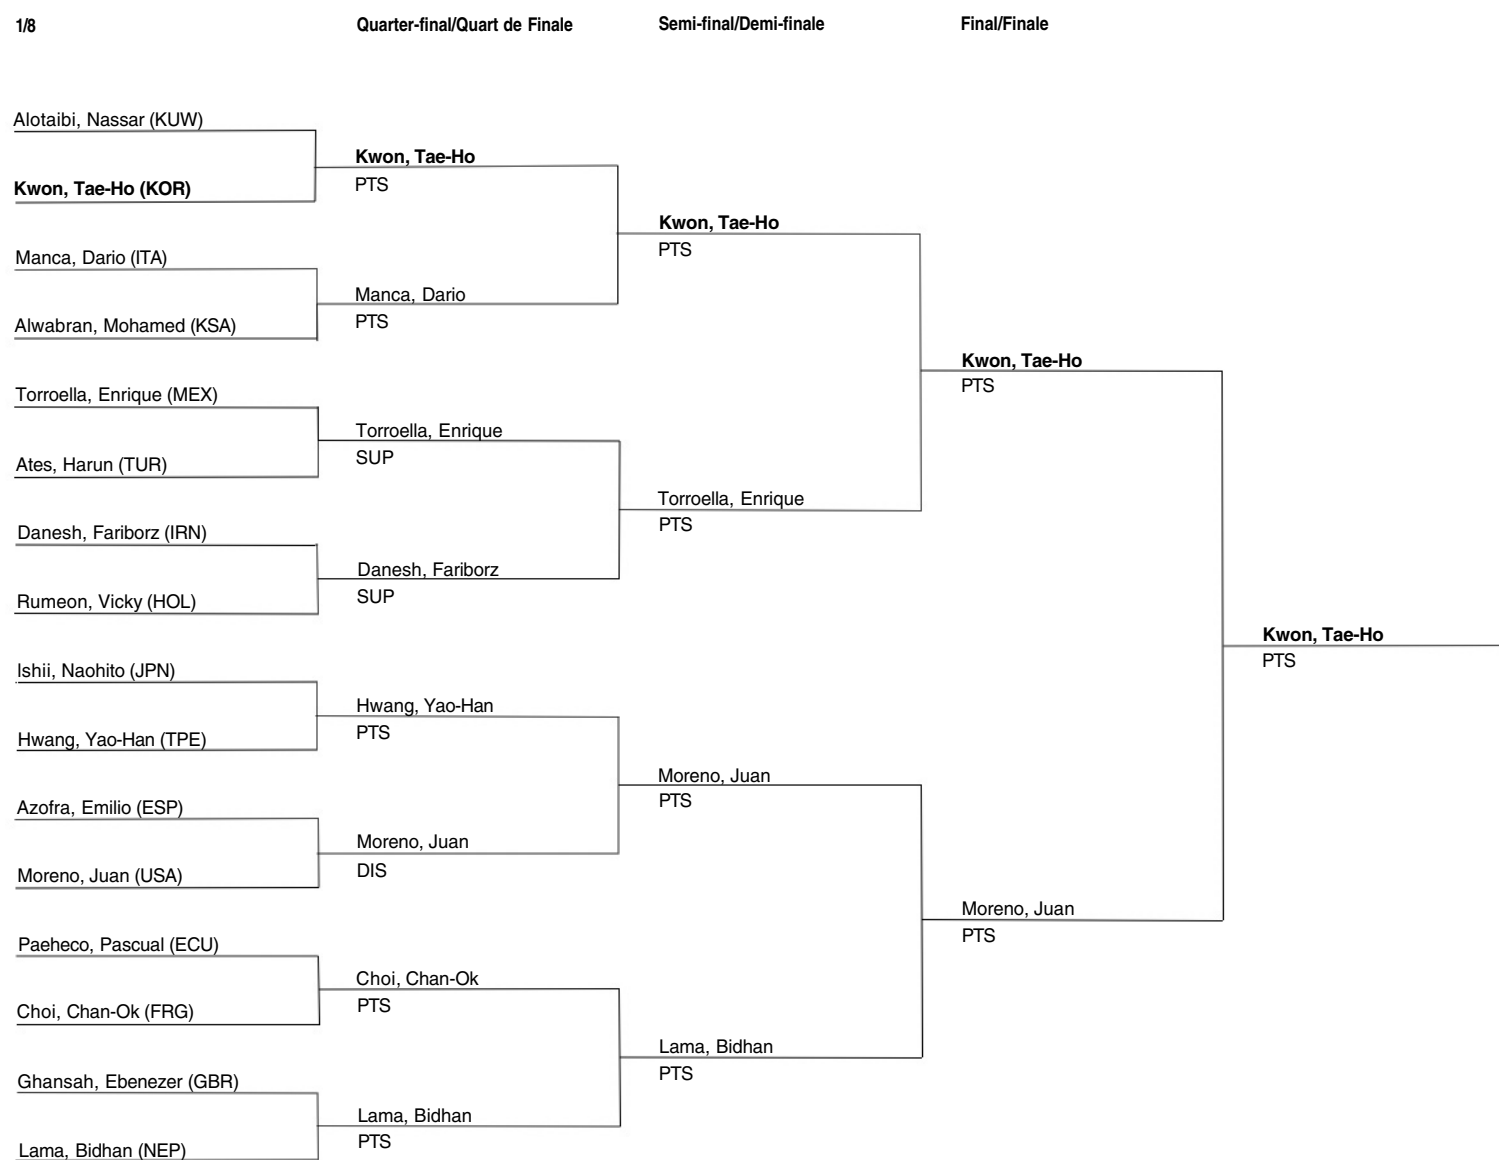 1/8
Quarter-final/Quart de Finale
Semi-final/Demi-finale
Final/Finale
Alotaibi, Nassar (KUW)
Kwon, Tae-Ho (KOR)
Manca, Dario (ITA)
Alwabran, Mohamed (KSA)
Torroella, Enrique (MEX)
Ates, Harun (TUR)
Danesh, Fariborz (IRN)
Rumeon, Vicky (HOL)
Ishii, Naohito (JPN)
Hwang, Yao-Han (TPE)
Azofra, Emilio (ESP)
Moreno, Juan (USA)
Paeheco, Pascual (ECU)
Choi, Chan-Ok (FRG)
Ghansah, Ebenezer (GBR)
Lama, Bidhan (NEP)
Kwon, Tae-Ho
PTS
Manca, Dario
PTS
Torroella, Enrique
SUP
Danesh, Fariborz
SUP
Hwang, Yao-Han
PTS
Moreno, Juan
DIS
Choi, Chan-Ok
PTS
Lama, Bidhan
PTS
Kwon, Tae-Ho
PTS
Torroella, Enrique
PTS
Moreno, Juan
PTS
Lama, Bidhan
PTS
Kwon, Tae-Ho
PTS
Moreno, Juan
PTS
Kwon, Tae-Ho
PTS